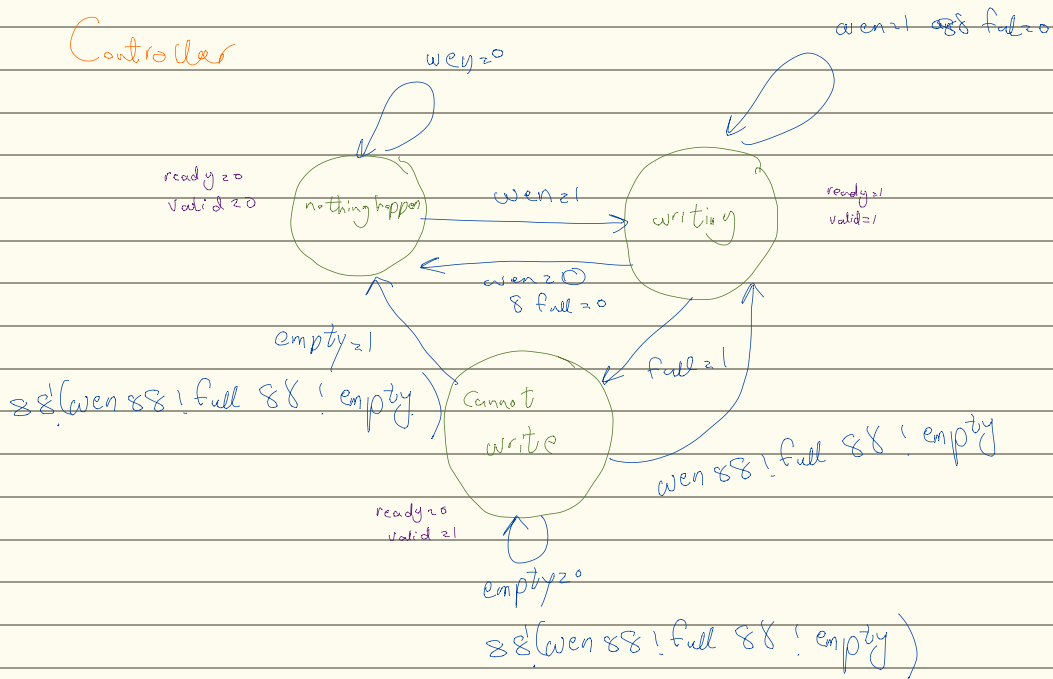 Controller
wen=0
wen=1 && full=0
ready=0
valid=0
nothing happen
wen=1
writing
ready=1
valid=1
wen=0
& full=0
empty=1
&&!(wen && !full && !empty)
full=1
cannot
write
wen &&!full && !empty
ready=0
valid=1
empty=0
&&!(wen && !full && !empty)